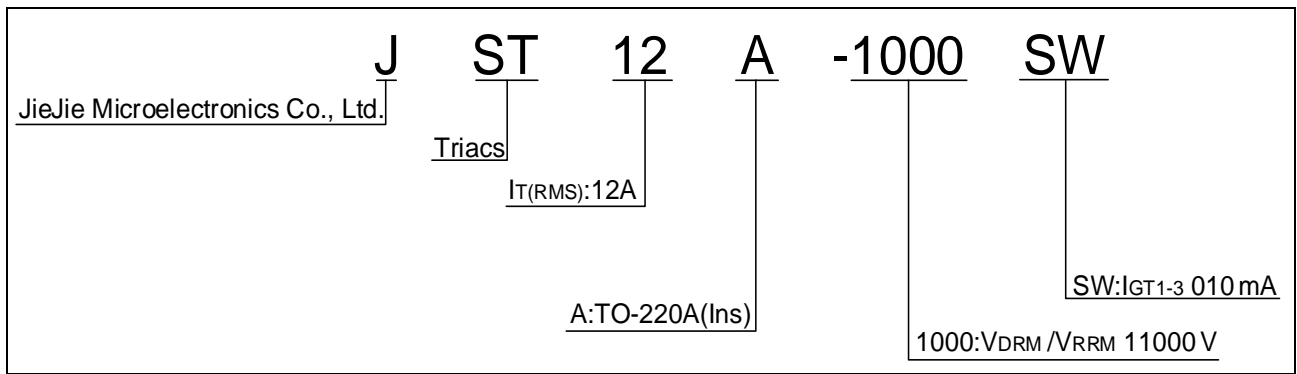 J ST 12 A -1000 SW
JieJie Microelectronics Co., Ltd.
Triacs
IT(RMS):12A
SW:IGT1-3 010 mA
A:TO-220A(Ins)
1000:VDRM /VRRM 11000 V